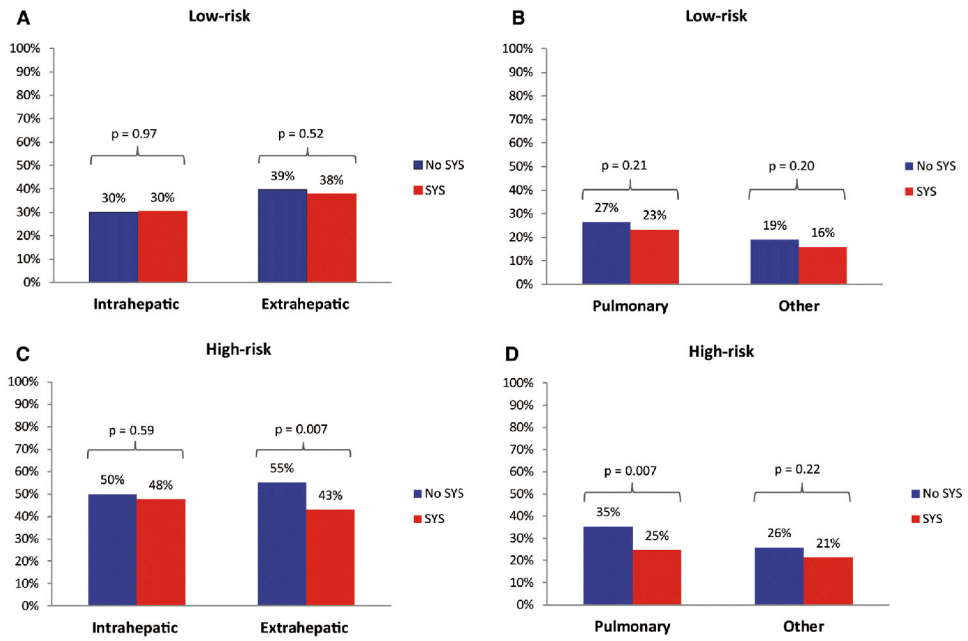 A
Low-risk
100%
90%
80%
70%
60%
50%
40%
30%
20%
10%
0%
p = 0.97
p = 0.52
30%
30%
39%
38%
Intrahepatic
Extrahepatic
No SYS
SYS
B
Low-risk
100%
90%
80%
70%
60%
50%
40%
30%
20%
10%
0%
p = 0.21
p = 0.20
27%
23%
19%
16%
Pulmonary
Other
No SYS
SYS
C
High-risk
100%
90%
80%
70%
60%
50%
40%
30%
20%
10%
0%
p = 0.59
p = 0.007
50%
48%
55%
43%
Intrahepatic
Extrahepatic
No SYS
SYS
D
High-risk
100%
90%
80%
70%
60%
50%
40%
30%
20%
10%
0%
p = 0.007
p = 0.22
35%
25%
26%
21%
Pulmonary
Other
No SYS
SYS